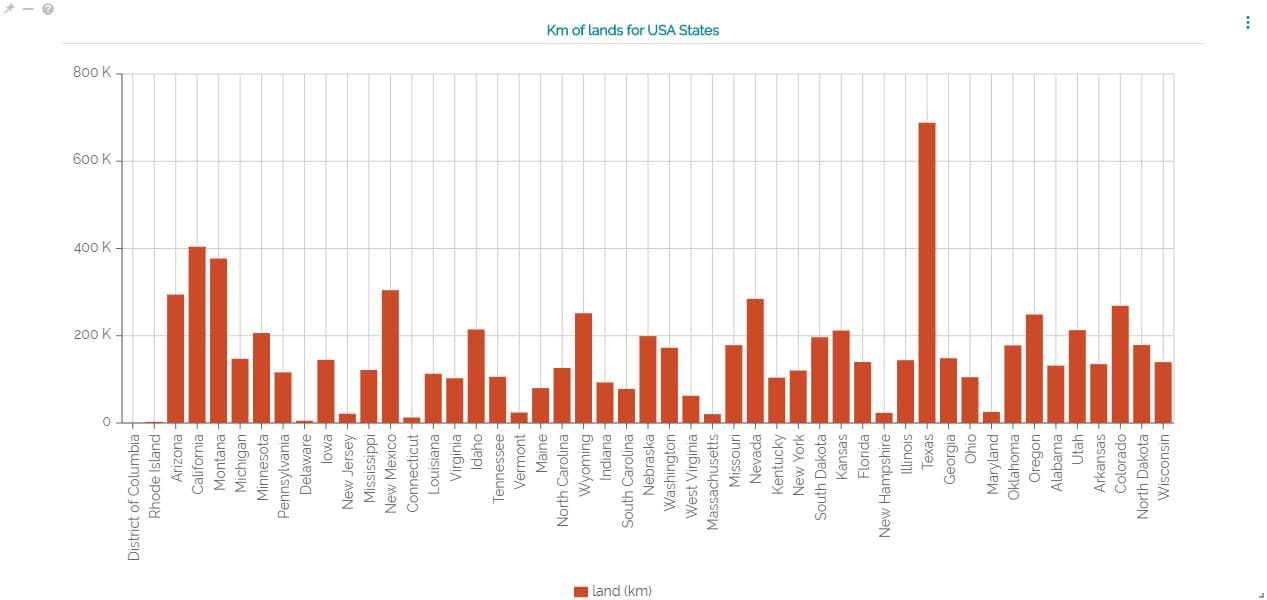 Km of lands for USA States
800 K
600 K
400 K
200 K
0
District of Columbia
Rhode Island
Arizona
California
Montana
Michigan
Minnesota
Pennsylvania
Delaware
Iowa
New Jersey
Mississippi
New Mexico
Connecticut
Louisiana
Virginia
Idaho
Tennessee
Vermont
Maine
North Carolina
Wyoming
Indiana
South Carolina
Nebraska
Washington
West Virginia
Massachusetts
Missouri
Nevada
Kentucky
New York
South Dakota
Kansas
Florida
New Hampshire
Illinois
Texas
Georgia
Ohio
Maryland
Oklahoma
Oregon
Alabama
Utah
Arkansas
Colorado
North Dakota
Wisconsin
land (km)